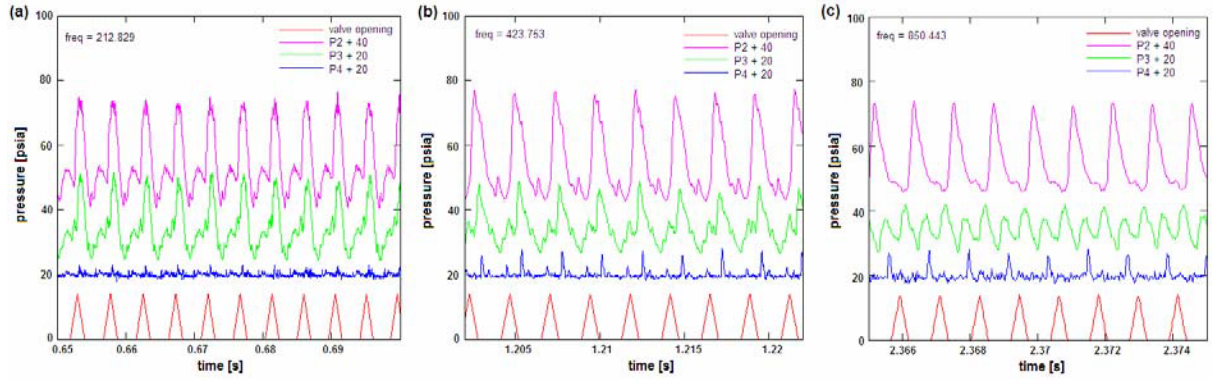 (a)
freq = 212.829
valve opening
P2 + 40
P3 + 20
P4 + 20
100
80
60
40
20
0
pressure [psia]
0.65
0.66
0.67
0.68
0.69
time [s]
(b)
freq = 423.753
valve opening
P2 + 40
P3 + 20
P4 + 20
100
80
60
40
20
0
pressure [psia]
1.205
1.21
1.215
1.22
time [s]
(c)
freq = 850.443
valve opening
P2 + 40
P3 + 20
P4 + 20
100
80
60
40
20
0
pressure [psia]
2.366
2.368
2.37
2.372
2.374
time [s]